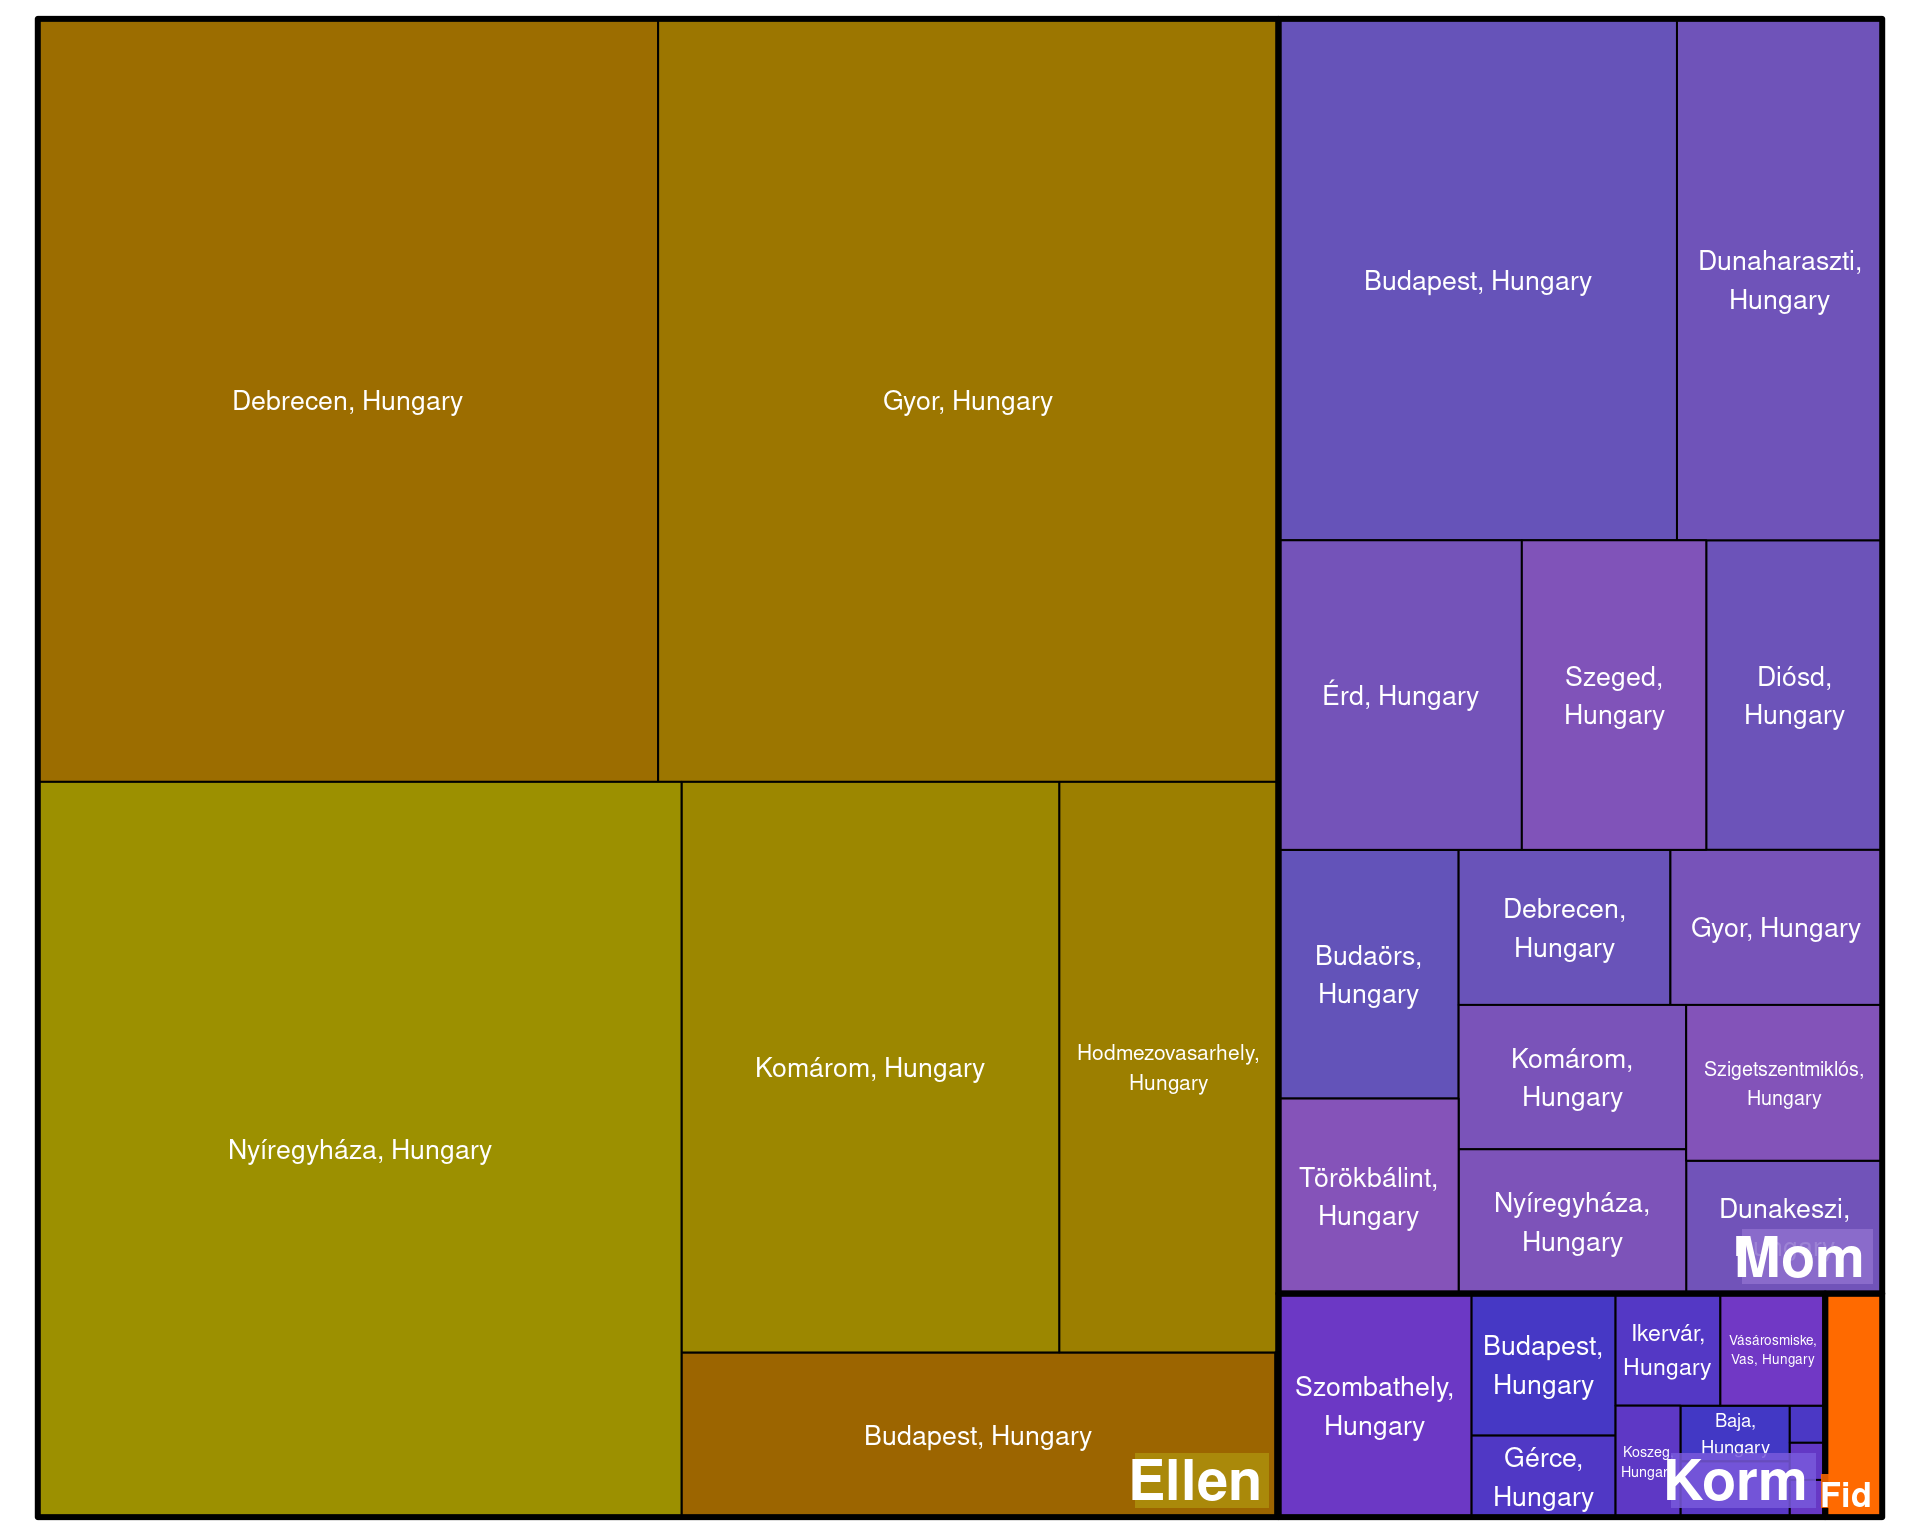 Debrecen, Hungary
Gyor, Hungary
Nyíregyháza, Hungary
Komárom, Hungary
Hodmezovasarhely,
Hungary
Budapest, Hungary
Ellen
Budapest, Hungary
Dunaharaszti,
Hungary
Érd, Hungary
Szeged,
Hungary
Diósd,
Hungary
Budaörs,
Hungary
Debrecen,
Hungary
Gyor, Hungary
Komárom,
Hungary
Szigetszentmiklós,
Hungary
Törökbálint,
Hungary
Nyíregyháza,
Hungary
Dunakeszi,
Mom
Szombathely,
Hungary
Budapest,
Hungary
Gérce,
Hungary
Ikervár,
Hungary
Vásárosmiske,
Vas, Hungary
Koszeg,
Hungary
Baja,
Hungary
Korm
Fid